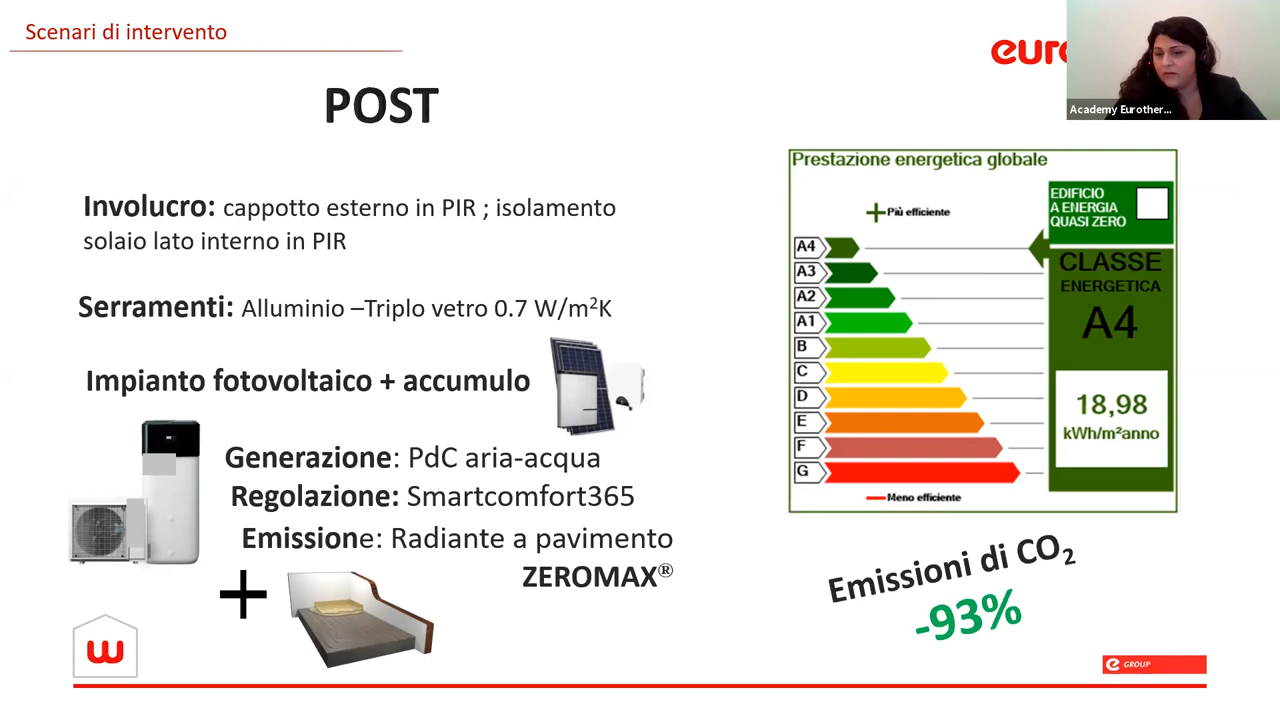 Scenari di intervento
Academy Eurother...
POST
Involucro: cappotto esterno in PIR ; isolamento
solaio lato interno in PIR
Serramenti: Alluminio –Triplo vetro 0.7 W/m²K
Impianto fotovoltaico + accumulo
Generazione: PdC aria-acqua
Regolazione: Smartcomfort365
Emissione: Radiante a pavimento
ZEROMAX®
+
Prestazione energetica globale
Più efficiente
EDIFICIO
A ENERGIA
QUASI ZERO
A4
A3
A2
A1
B
C
D
E
F
G
Meno efficiente
CLASSE
ENERGETICA
A4
18,98
kWh/m²anno
Emissioni di CO₂
-93%
e GROUP